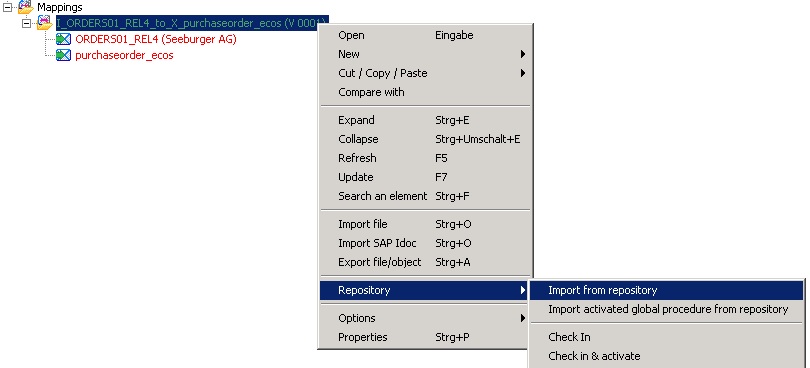 Mappings
I_ORDERS01_REL4_to_X_purchaseorder_ecos (V 0001)
ORDERS01_REL4 (Seeburger AG)
purchaseorder_ecos
Open Eingabe
New
Cut / Copy / Paste
Compare with
Expand Strg+E
Collapse Strg+Umschalt+E
Refresh F5
Update F7
Search an element Strg+F
Import file Strg+O
Import SAP Idoc Strg+O
Export file/object Strg+A
Repository
Options
Properties Strg+P
Import from repository
Import activated global procedure from repository
Check In
Check in & activate